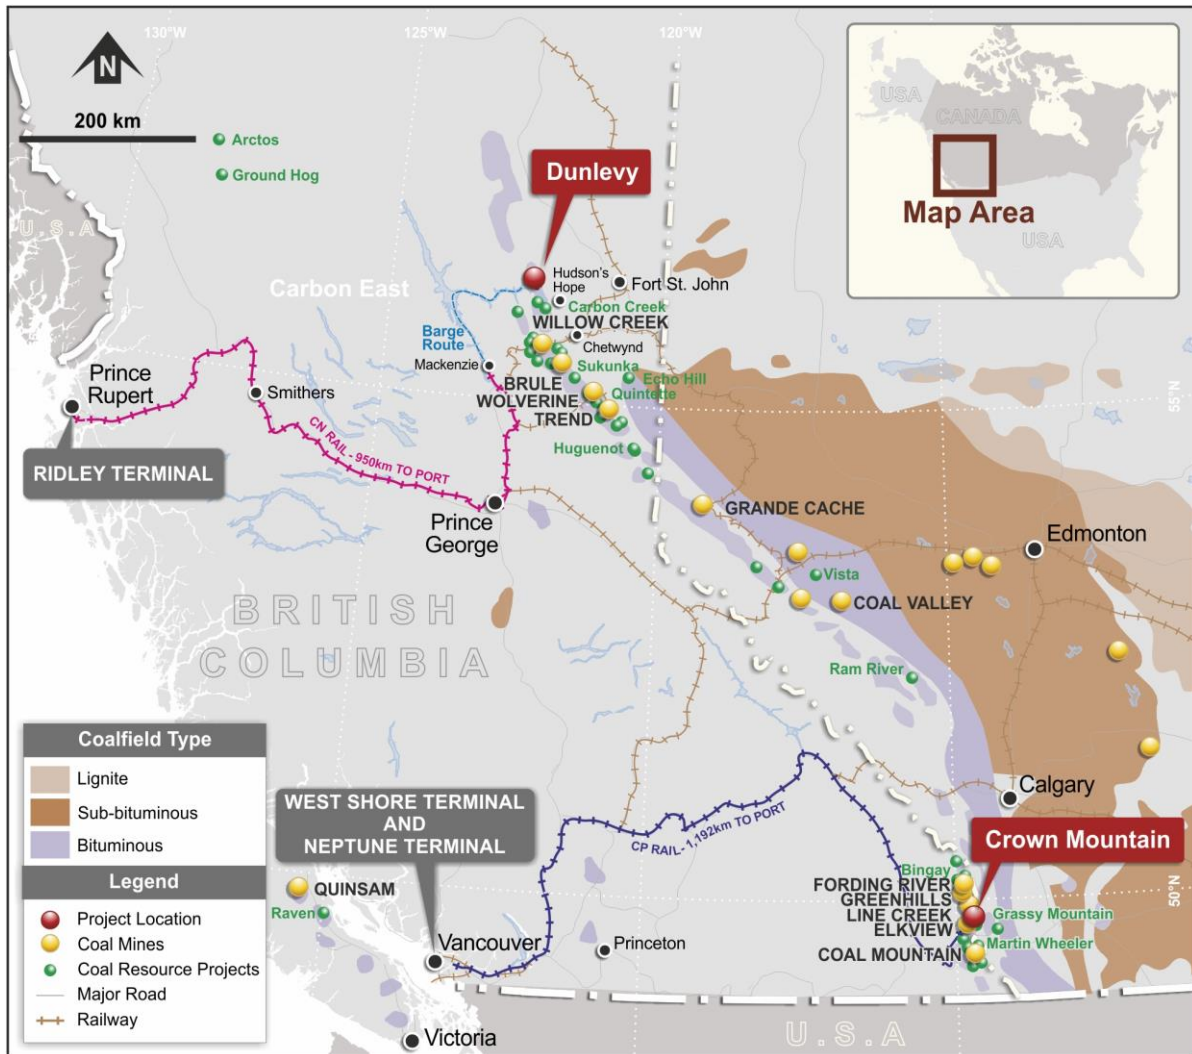 130°W
125°W
120°W
N
200 km
Arctos
Ground Hog
U.S.A
Dunlevy
USA
CANADA
Map Area
USA
Carbon East
Hudson's
Hope
Fort St. John
Carbon Creek
WILLOW CREEK
Barge
Route
Chetwynd
Mackenzie
Sukunka
Echo Hill
BRULE
Quintette
WOLVERINE
TREND
55°N
Prince
Rupert
Smithers
RIDLEY TERMINAL
CN RAIL - 950km TO PORT
Huguenot
Prince
George
GRANDE CACHE
Edmonton
Vista
COAL VALLEY
BRITISH
COLUMBIA
Ram River
Coalfield Type
Lignite
Sub-bituminous
Bituminous
Legend
Project Location
Coal Mines
Coal Resource Projects
Major Road
Railway
WEST SHORE TERMINAL
AND
NEPTUNE TERMINAL
CP RAIL - 1,192km TO PORT
Calgary
Crown Mountain
QUINSAM
Raven
Bingay
FORDING RIVER
GREENHILLS
LINE CREEK
ELKVIEW
COAL MOUNTAIN
50°N
Grassy Mountain
Martin Wheeler
Vancouver
Princeton
Victoria
U.S.A